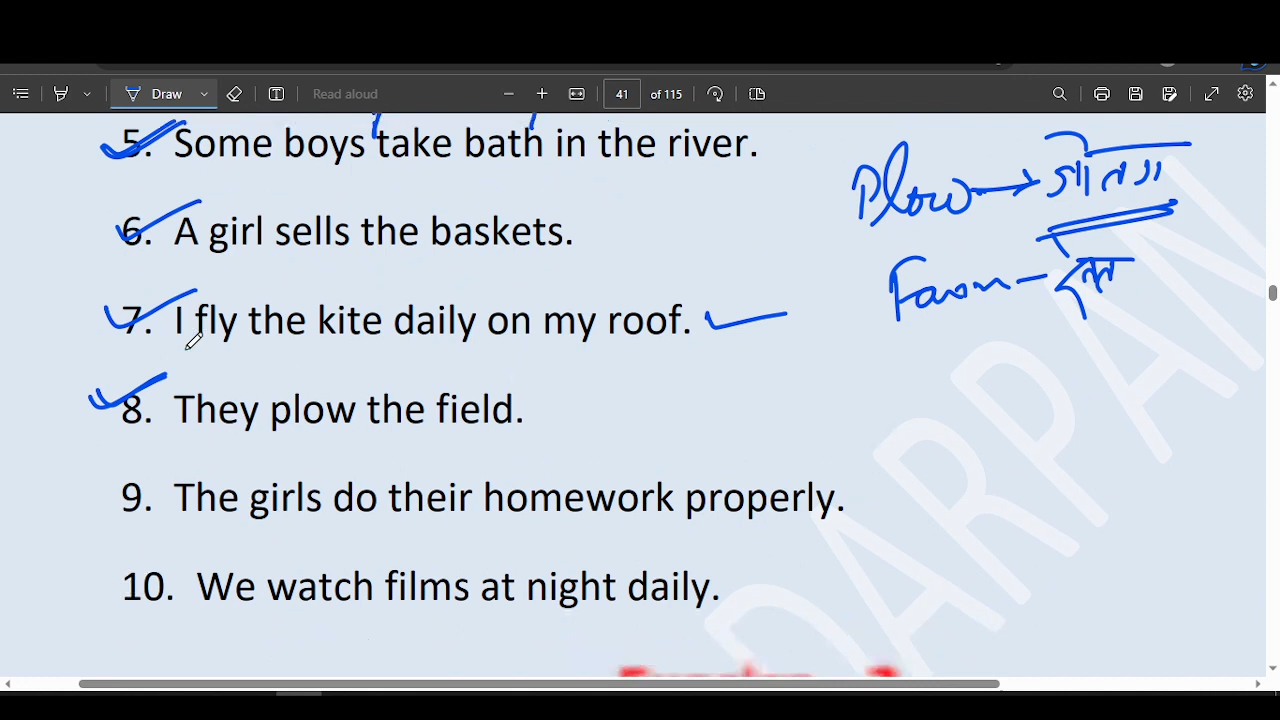 Draw
Read aloud
41 of 115
5. Some boys take bath in the river.
6. A girl sells the baskets.
7. I fly the kite daily on my roof.
8. They plow the field.
9. The girls do their homework properly.
10. We watch films at night daily.
Plow
Farm
DARPAN